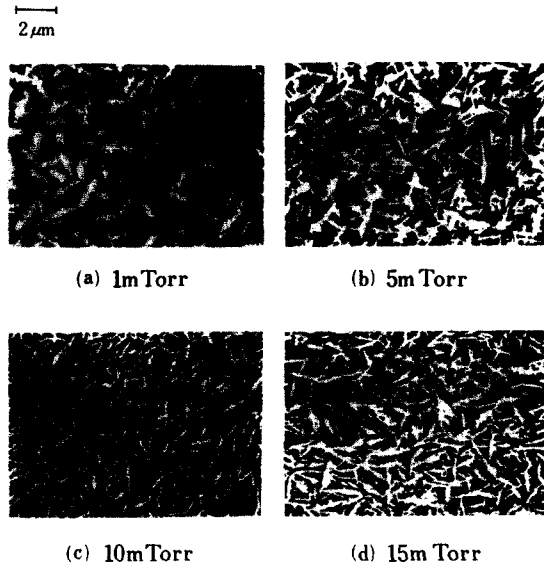 2 μm
(a) 1m Torr
(b) 5m Torr
(c) 10m Torr
(d) 15m Torr